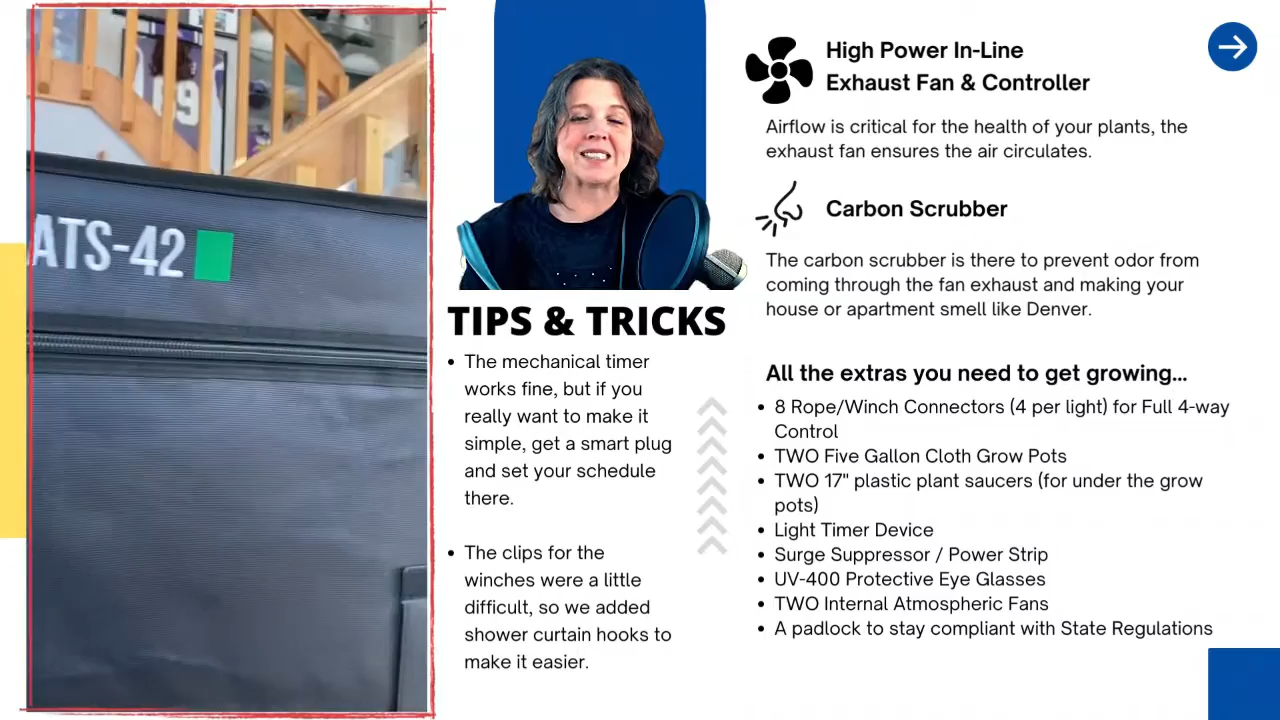 69
ATS-42
TIPS & TRICKS
The mechanical timer
works fine, but if you
really want to make it
simple, get a smart plug
and set your schedule
there.
The clips for the
winches were a little
difficult, so we added
shower curtain hooks to
make it easier.
High Power In-Line
Exhaust Fan & Controller
Airflow is critical for the health of your plants, the
exhaust fan ensures the air circulates.
Carbon Scrubber
The carbon scrubber is there to prevent odor from
coming through the fan exhaust and making your
house or apartment smell like Denver.
All the extras you need to get growing...
8 Rope/Winch Connectors (4 per light) for Full 4-way
Control
TWO Five Gallon Cloth Grow Pots
TWO 17" plastic plant saucers (for under the grow
pots)
Light Timer Device
Surge Suppressor / Power Strip
UV-400 Protective Eye Glasses
TWO Internal Atmospheric Fans
A padlock to stay compliant with State Regulations